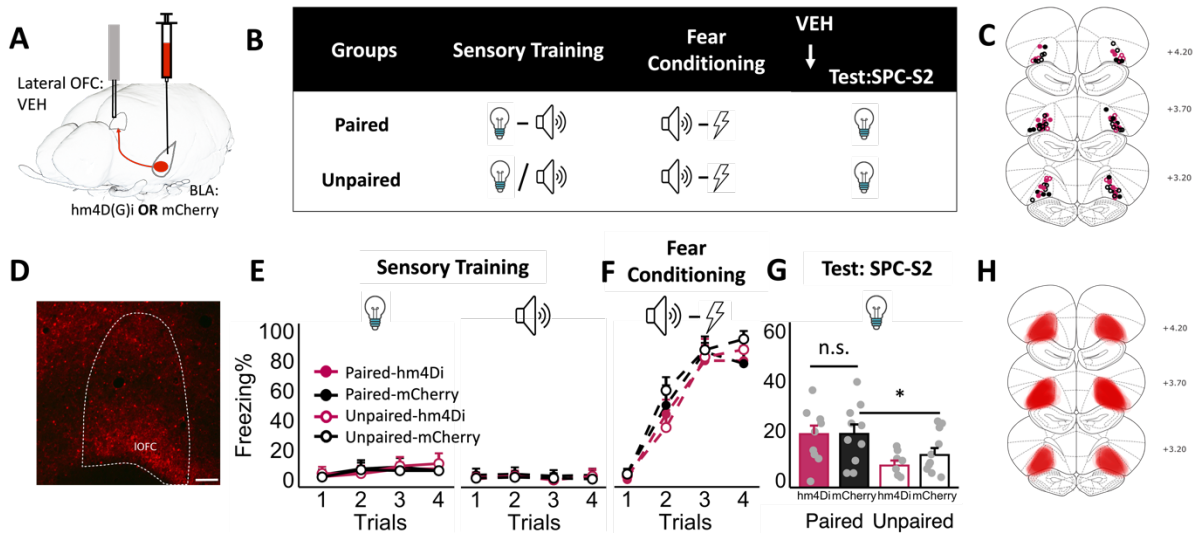 A
Lateral OFC:
VEH
BLA:
hm4D(G)i OR mCherry
B
Groups
Sensory Training
Fear
Conditioning
VEH
Test:SPC-S2
Paired
–
–
Unpaired
/
–
C
+4.20
+3.70
+3.20
D
lOFC
E
Sensory Training
Freezing%
100
80
60
40
20
0
Paired-hm4Di
Paired-mCherry
Unpaired-hm4Di
Unpaired-mCherry
1 2 3 4
Trials
1 2 3 4
Trials
F
Fear
Conditioning
–
1 2 3 4
Trials
G
Test: SPC-S2
60
40
20
0
n.s.
*
hm4Di mCherry hm4Di mCherry
Paired Unpaired
H
+4.20
+3.70
+3.20